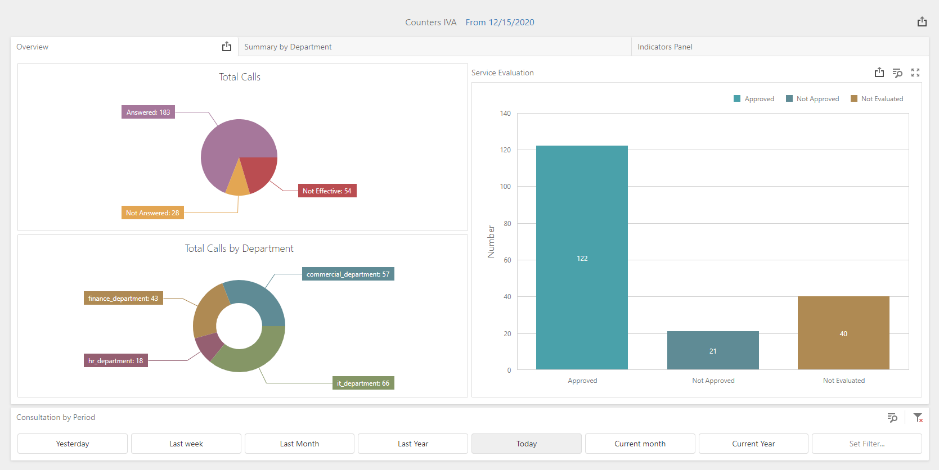 Counters IVA From 12/15/2020
Overview
Summary by Department
Indicators Panel
Total Calls
Answered: 183
Not Effective: 54
Not Answered: 28
Total Calls by Department
commercial_department: 57
finance_department: 43
hr_department: 18
it_department: 66
Service Evaluation
Approved Not Approved Not Evaluated
Number
140
120
100
80
60
40
20
0
122
21
40
Approved Not Approved Not Evaluated
Consultation by Period
Yesterday Last week Last Month Last Year Today Current month Current Year Set Filter...